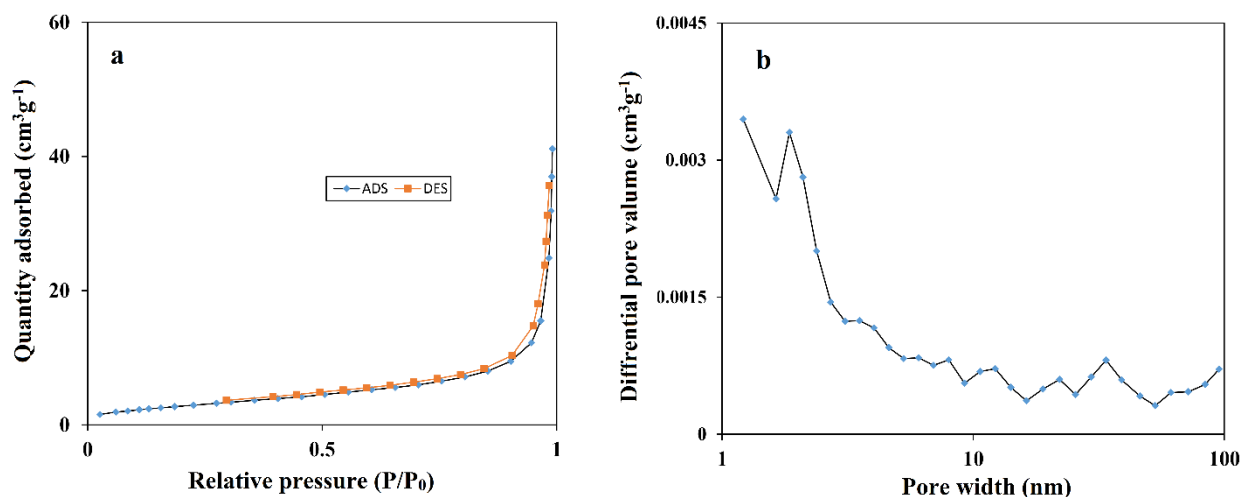 a
60
40
20
0
Quantity adsorbed (cm³g⁻¹)
ADS DES
0 0.5 1
Relative pressure (P/P₀)
b
0.0045
0.003
0.0015
0
Diffrential pore valume (cm³g⁻¹)
1 10 100
Pore width (nm)